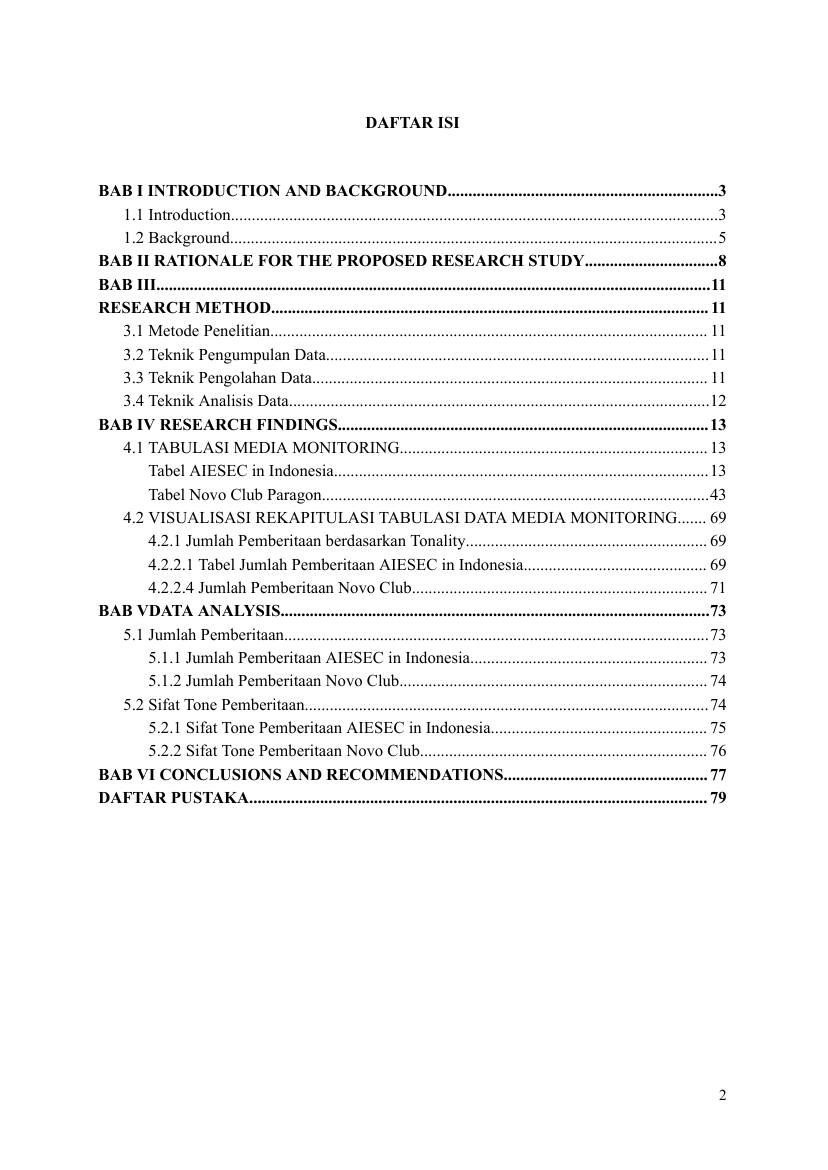 DAFTAR ISI
BAB I INTRODUCTION AND BACKGROUND.................................................................3
1.1 Introduction.....................................................................................................................3
1.2 Background.....................................................................................................................5
BAB II RATIONALE FOR THE PROPOSED RESEARCH STUDY................................8
BAB III.....................................................................................................................................11
RESEARCH METHOD......................................................................................................... 11
3.1 Metode Penelitian......................................................................................................... 11
3.2 Teknik Pengumpulan Data............................................................................................11
3.3 Teknik Pengolahan Data............................................................................................... 11
3.4 Teknik Analisis Data.....................................................................................................12
BAB IV RESEARCH FINDINGS.........................................................................................13
4.1 TABULASI MEDIA MONITORING.......................................................................... 13
Tabel AIESEC in Indonesia..........................................................................................13
Tabel Novo Club Paragon.............................................................................................43
4.2 VISUALISASI REKAPITULASI TABULASI DATA MEDIA MONITORING....... 69
4.2.1 Jumlah Pemberitaan berdasarkan Tonality.......................................................... 69
4.2.2.1 Tabel Jumlah Pemberitaan AIESEC in Indonesia............................................ 69
4.2.2.4 Jumlah Pemberitaan Novo Club....................................................................... 71
BAB VDATA ANALYSIS.......................................................................................................73
5.1 Jumlah Pemberitaan......................................................................................................73
5.1.1 Jumlah Pemberitaan AIESEC in Indonesia......................................................... 73
5.1.2 Jumlah Pemberitaan Novo Club.......................................................................... 74
5.2 Sifat Tone Pemberitaan.................................................................................................74
5.2.1 Sifat Tone Pemberitaan AIESEC in Indonesia.................................................... 75
5.2.2 Sifat Tone Pemberitaan Novo Club..................................................................... 76
BAB VI CONCLUSIONS AND RECOMMENDATIONS................................................. 77
DAFTAR PUSTAKA.............................................................................................................. 79
2